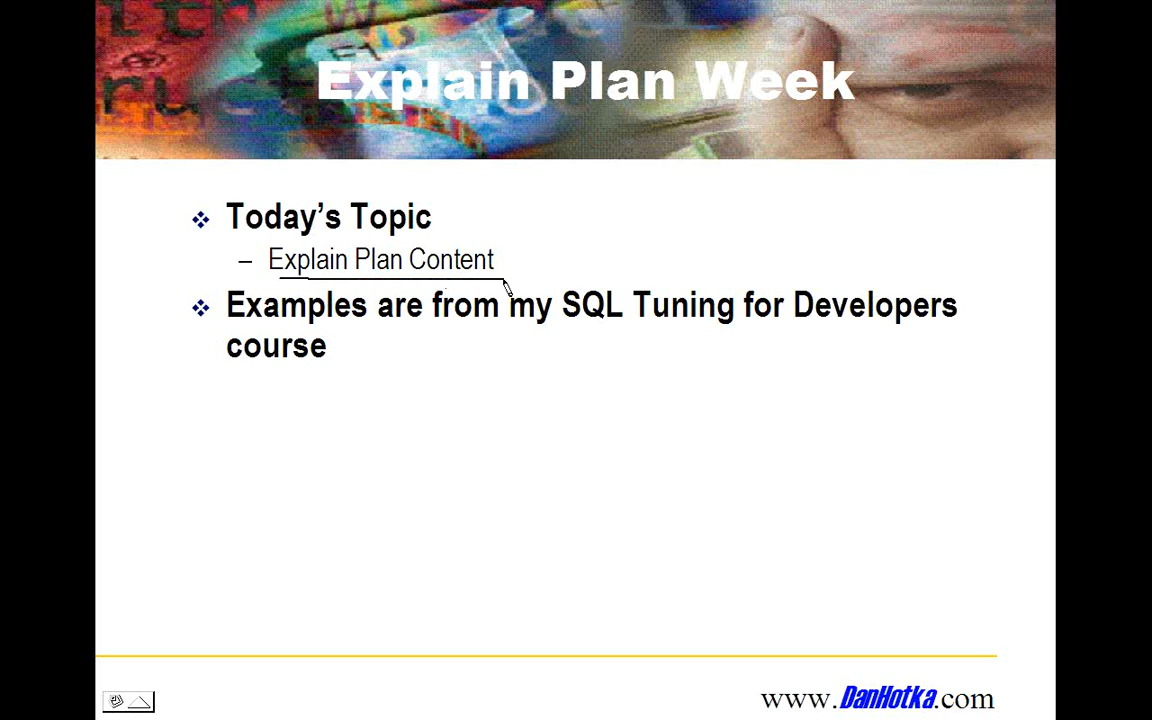 Explain Plan Week
Today's Topic
– Explain Plan Content
Examples are from my SQL Tuning for Developers
course
www.DanHotka.com